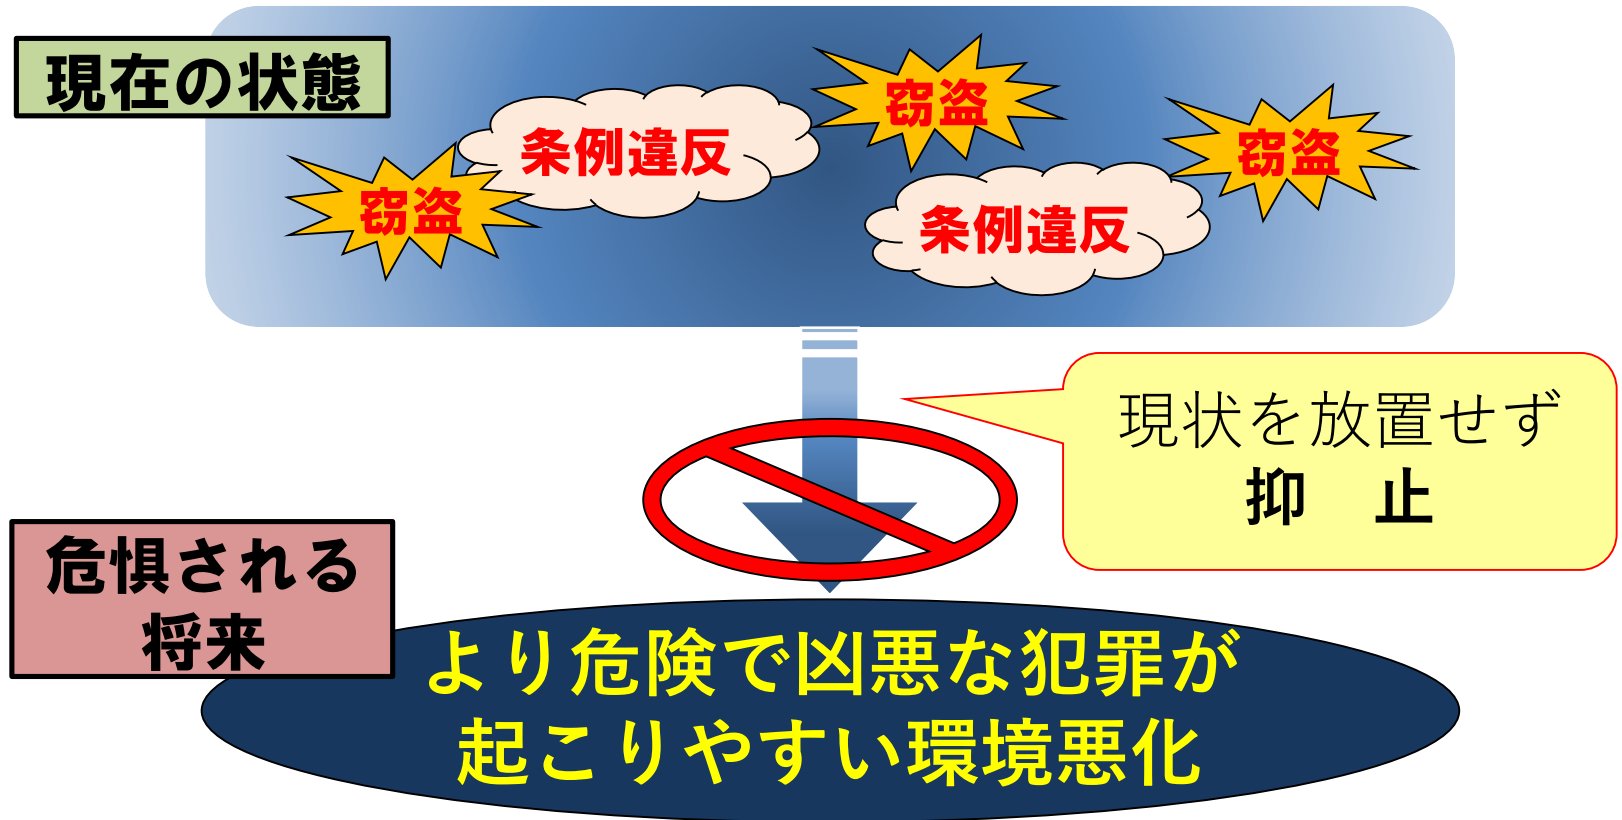 現在の状態
窃盗
条例違反
窃盗
条例違反
窃盗
現状を放置せず
抑　止
危惧される
将来
より危険で凶悪な犯罪が
起こりやすい環境悪化